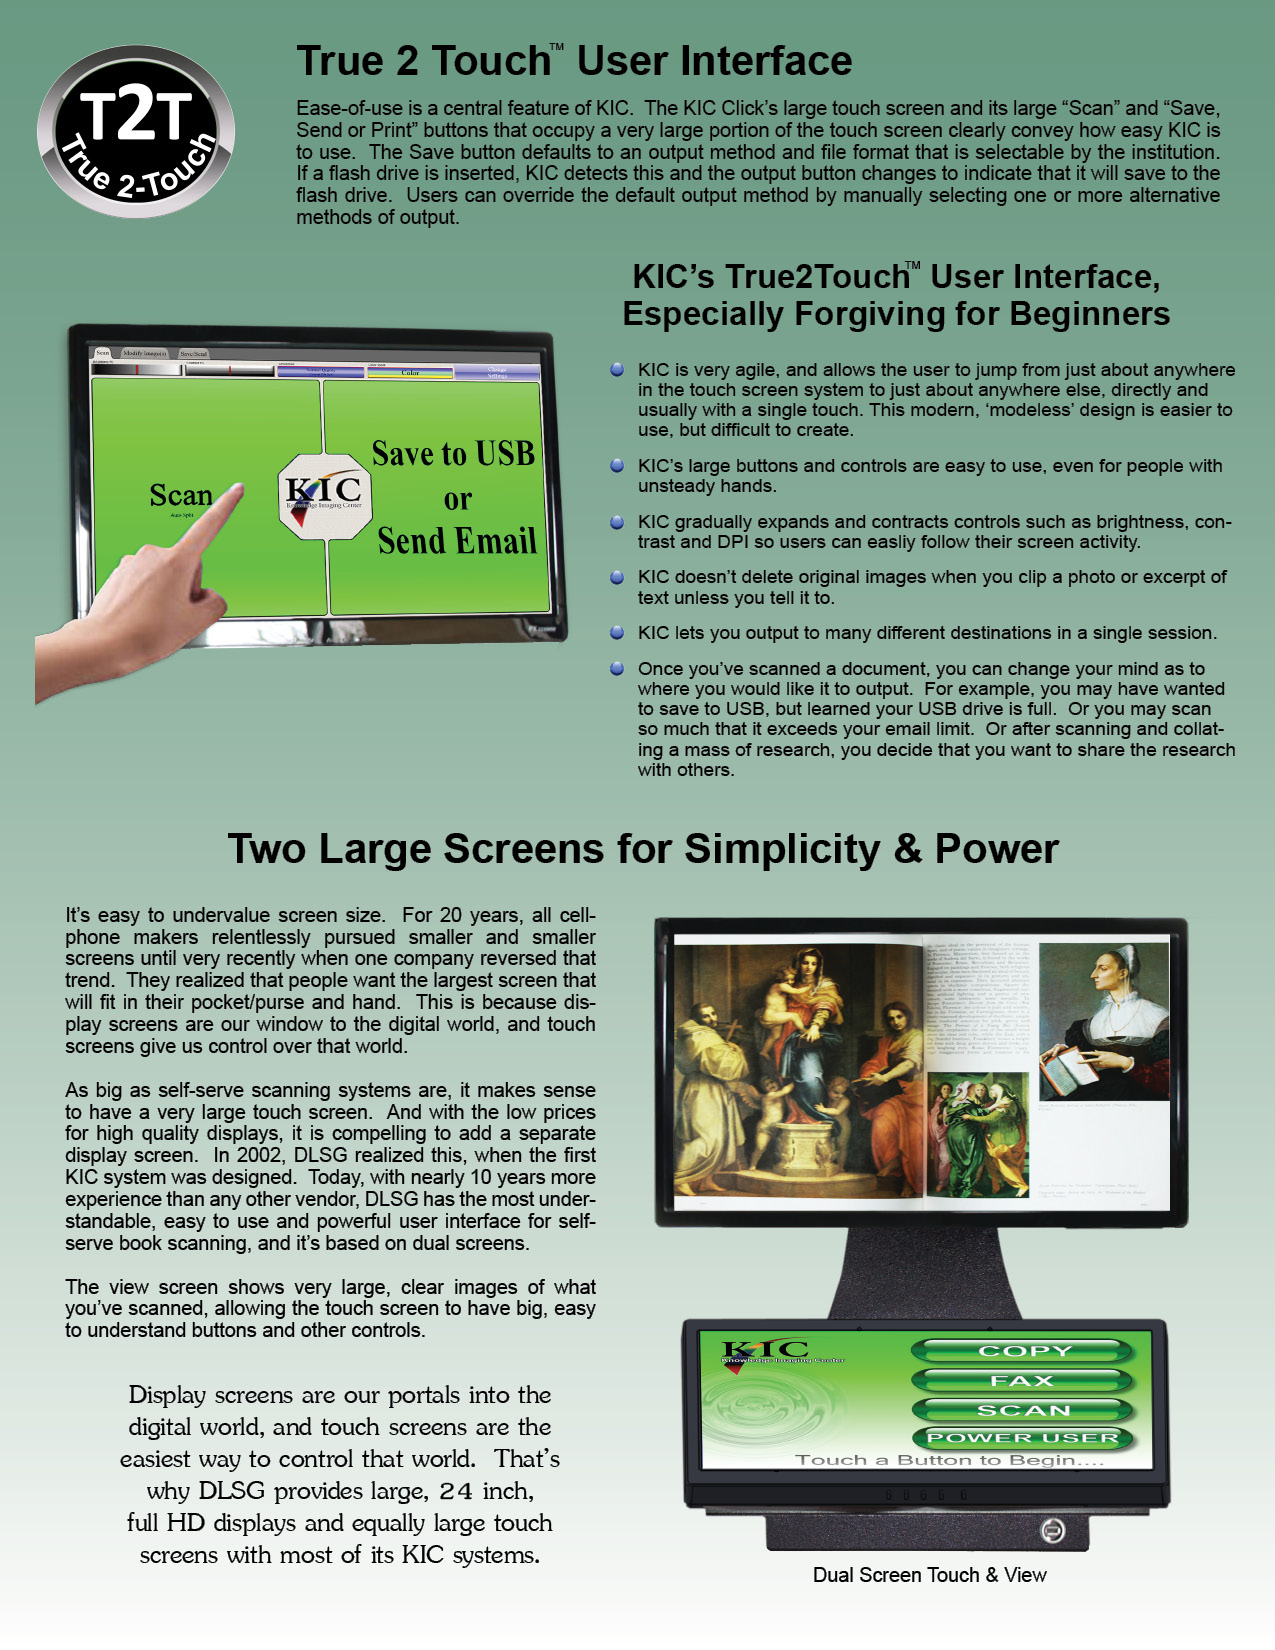 T2T
True 2-Touch
True 2 Touch™ User Interface
Ease-of-use is a central feature of KIC.  The KIC Click’s large touch screen and its large “Scan” and “Save,
Send or Print” buttons that occupy a very large portion of the touch screen clearly convey how easy KIC is
to use.  The Save button defaults to an output method and file format that is selectable by the institution.
If a flash drive is inserted, KIC detects this and the output button changes to indicate that it will save to the
flash drive.  Users can override the default output method by manually selecting one or more alternative
methods of output.
Scan
Modify Image(s)
Save/Send
Color
Change
Settings
Scan
Auto Split
KIC
Knowledge Imaging Center
Save to USB
or
Send Email
KIC’s True2Touch™ User Interface,
Especially Forgiving for Beginners
KIC is very agile, and allows the user to jump from just about anywhere
in the touch screen system to just about anywhere else, directly and
usually with a single touch. This modern, ‘modeless’ design is easier to
use, but difficult to create.
KIC’s large buttons and controls are easy to use, even for people with
unsteady hands.
KIC gradually expands and contracts controls such as brightness, con-
trast and DPI so users can easliy follow their screen activity.
KIC doesn’t delete original images when you clip a photo or excerpt of
text unless you tell it to.
KIC lets you output to many different destinations in a single session.
Once you’ve scanned a document, you can change your mind as to
where you would like it to output.  For example, you may have wanted
to save to USB, but learned your USB drive is full.  Or you may scan
so much that it exceeds your email limit.  Or after scanning and collat-
ing a mass of research, you decide that you want to share the research
with others.
Two Large Screens for Simplicity & Power
It’s easy to undervalue screen size.  For 20 years, all cell-
phone makers relentlessly pursued smaller and smaller
screens until very recently when one company reversed that
trend.  They realized that people want the largest screen that
will fit in their pocket/purse and hand.  This is because dis-
play screens are our window to the digital world, and touch
screens give us control over that world.
As big as self-serve scanning systems are, it makes sense
to have a very large touch screen.  And with the low prices
for high quality displays, it is compelling to add a separate
display screen.  In 2002, DLSG realized this, when the first
KIC system was designed.  Today, with nearly 10 years more
experience than any other vendor, DLSG has the most under-
standable, easy to use and powerful user interface for self-
serve book scanning, and it’s based on dual screens.
The view screen shows very large, clear images of what
you’ve scanned, allowing the touch screen to have big, easy
to understand buttons and other controls.
Display screens are our portals into the
digital world, and touch screens are the
easiest way to control that world.  That’s
why DLSG provides large, 24 inch,
full HD displays and equally large touch
screens with most of its KIC systems.
KIC
Knowledge Imaging Center
COPY
FAX
SCAN
POWER USER
Touch a Button to Begin....
Dual Screen Touch & View